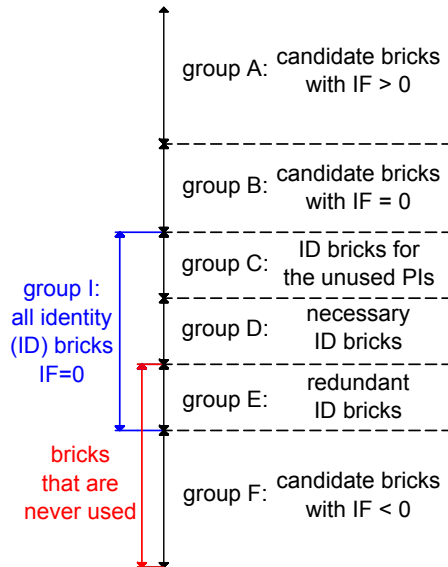 group A: candidate bricks
with IF > 0
group B: candidate bricks
with IF = 0
group C: ID bricks for
the unused PIs
group D: necessary
ID bricks
group E: redundant
ID bricks
group F: candidate bricks
with IF < 0
group I:
all identity
(ID) bricks
IF=0
bricks
that are
never used